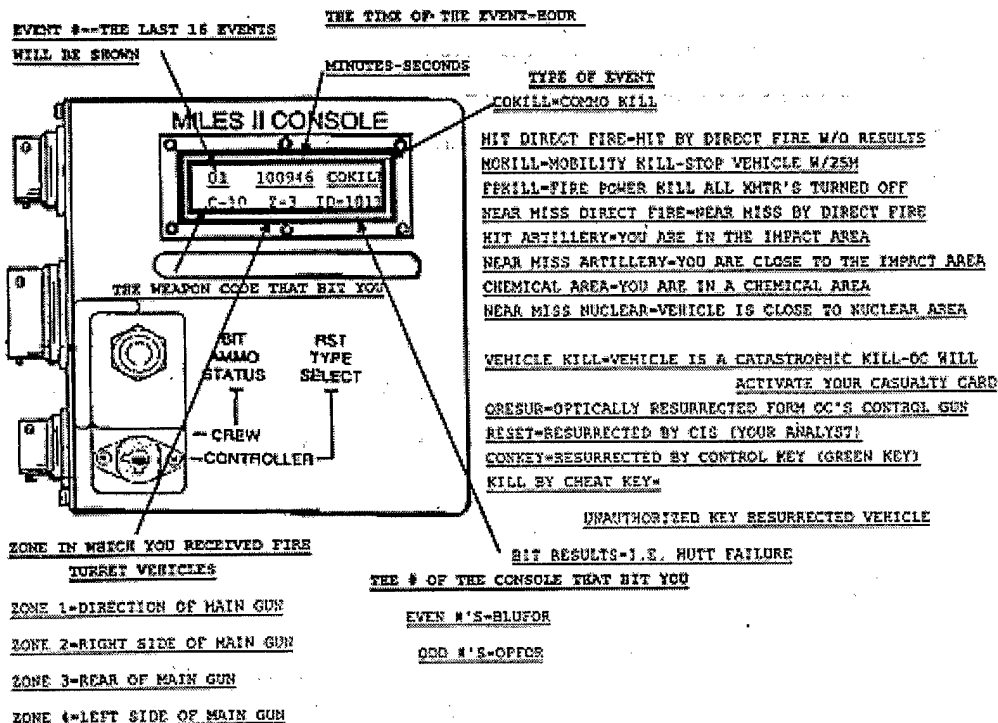 THE TIME OF THE EVENT-HOUR
EVENT #--THE LAST 16 EVENTS
WILL BE SHOWN
MINUTES-SECONDS
TYPE OF EVENT
COKILL=COMMO KILL
MILES II CONSOLE
01 100946 COKILL
C-10 Z-3 ID-1013
HIT DIRECT FIRE-HIT BY DIRECT FIRE W/O RESULTS
MOKILL=MOBILITY KILL-STOP VEHICLE W/25M
FPKILL=FIRE POWER KILL ALL XMTR'S TURNED OFF
NEAR MISS DIRECT FIRE=NEAR MISS BY DIRECT FIRE
HIT ARTILLERY=YOU ARE IN THE IMPACT AREA
NEAR MISS ARTILLERY=YOU ARE CLOSE TO THE IMPACT AREA
CHEMICAL AREA=YOU ARE IN A CHEMICAL AREA
NEAR MISS NUCLEAR=VEHICLE IS CLOSE TO NUCLEAR AREA
THE WEAPON CODE THAT HIT YOU
BIT
AMMO
STATUS
RST
TYPE
SELECT
CREW
CONTROLLER
VEHICLE KILL=VEHICLE IS A CATASTROPHIC KILL-OC WILL
ACTIVATE YOUR CASUALTY CARD
ORESUR=OPTICALLY RESURRECTED FORM OC'S CONTROL GUN
RESET=RESURRECTED BY CIS (YOUR ANALYST)
CONKEY=RESURRECTED BY CONTROL KEY (GREEN KEY)
KILL BY CHEAT KEY=
UNAUTHORIZED KEY RESURRECTED VEHICLE
BIT RESULTS=I.E. MUTT FAILURE
ZONE IN WHICH YOU RECEIVED FIRE
TURRET VEHICLES
ZONE 1=DIRECTION OF MAIN GUN
ZONE 2=RIGHT SIDE OF MAIN GUN
ZONE 3=REAR OF MAIN GUN
ZONE 4=LEFT SIDE OF MAIN GUN
THE # OF THE CONSOLE THAT HIT YOU
EVEN #'S=BLUFOR
ODD #'S=OPFOR